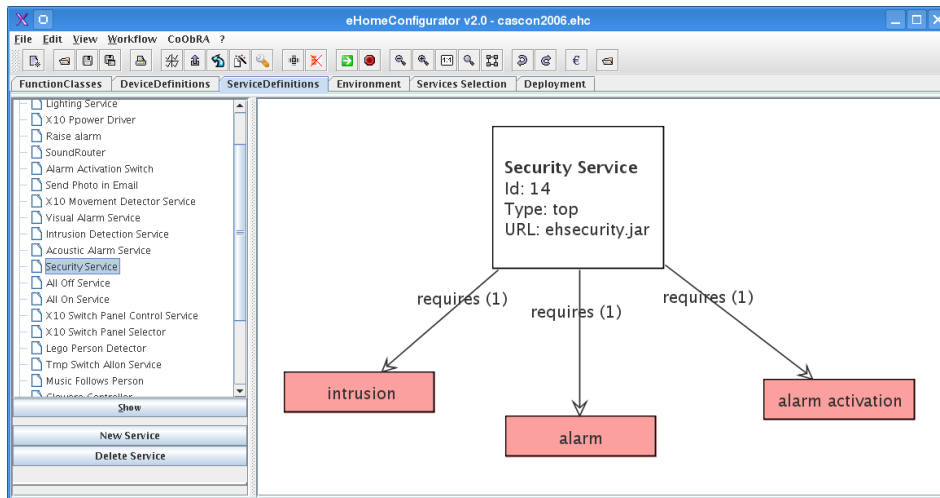 eHomeConfigurator v2.0 - cascon2006.ehc
File Edit View Workflow CoObRA ?
1:1
€
FunctionClasses DeviceDefinitions ServiceDefinitions Environment Services Selection Deployment
Lighting Service
X10 Ppower Driver
Raise alarm
SoundRouter
Alarm Activation Switch
Send Photo in Email
X10 Movement Detector Service
Visual Alarm Service
Intrusion Detection Service
Acoustic Alarm Service
Security Service
All Off Service
All On Service
X10 Switch Panel Control Service
X10 Switch Panel Selector
Lego Person Detector
Tmp Switch Allon Service
Music Follows Person
Show
New Service
Delete Service
Security Service
Id: 14
Type: top
URL: ehsecurity.jar
requires (1)
requires (1)
requires (1)
intrusion
alarm
alarm activation